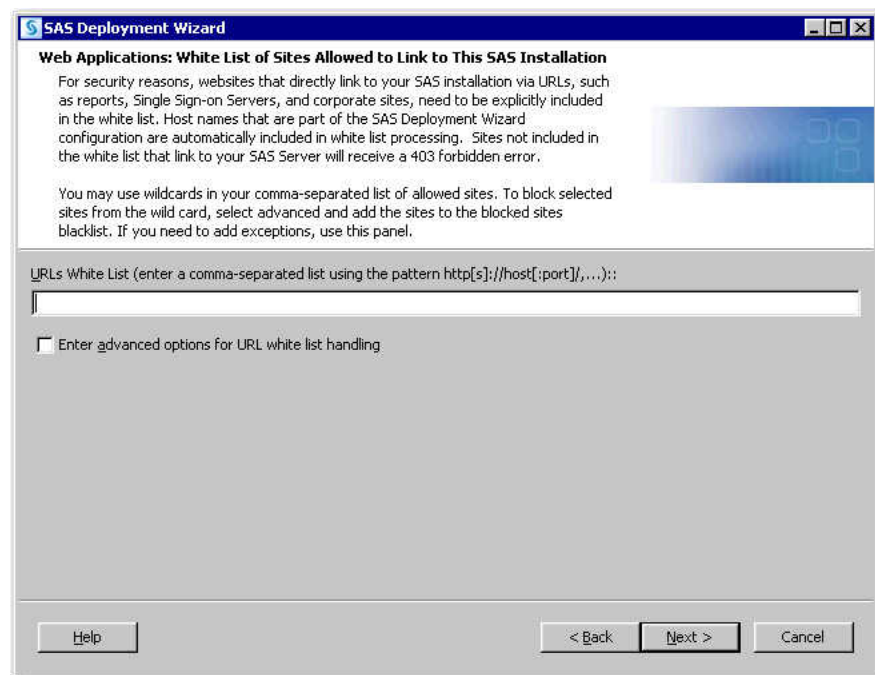 SAS Deployment Wizard
Web Applications: White List of Sites Allowed to Link to This SAS Installation
For security reasons, websites that directly link to your SAS installation via URLs, such
as reports, Single Sign-on Servers, and corporate sites, need to be explicitly included
in the white list. Host names that are part of the SAS Deployment Wizard
configuration are automatically included in white list processing. Sites not included in
the white list that link to your SAS Server will receive a 403 forbidden error.
You may use wildcards in your comma-separated list of allowed sites. To block selected
sites from the wild card, select advanced and add the sites to the blocked sites
blacklist. If you need to add exceptions, use this panel.
URLs White List (enter a comma-separated list using the pattern http[s]://host[:port]/,...)::
Enter advanced options for URL white list handling
Help
< Back
Next >
Cancel